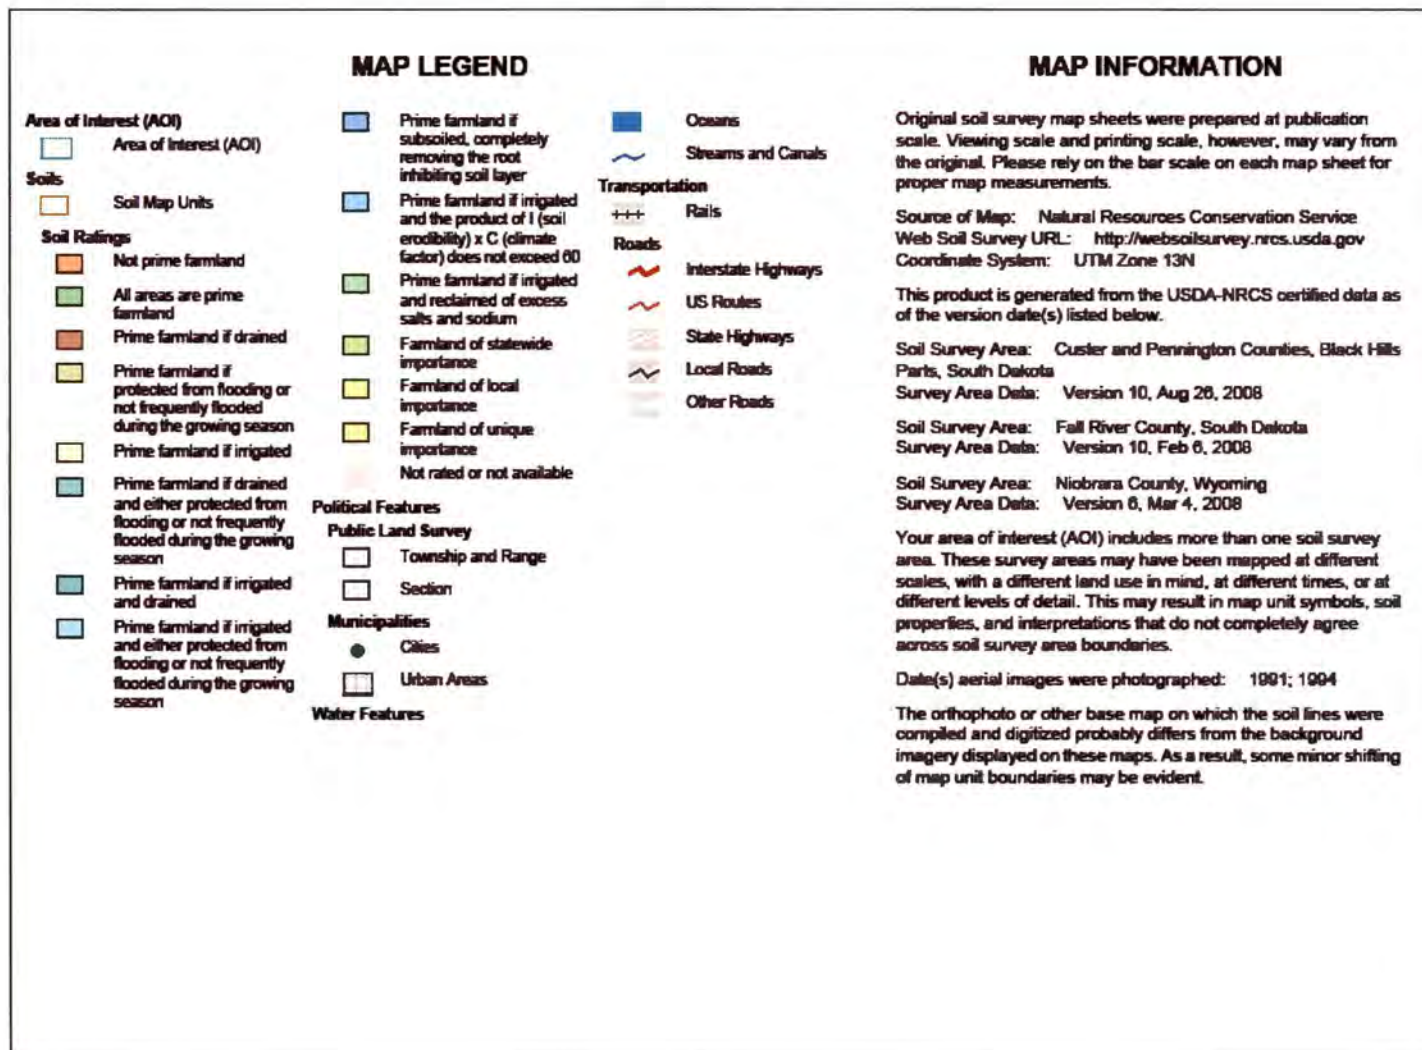 MAP LEGEND
Area of Interest (AOI)
Area of Interest (AOI)
Soils
Soil Map Units
Soil Ratings
Not prime farmland
All areas are prime
farmland
Prime farmland if drained
Prime farmland if
protected from flooding or
not frequently flooded
during the growing season
Prime farmland if irrigated
Prime farmland if drained
and either protected from
flooding or not frequently
flooded during the growing
season
Prime farmland if irrigated
and drained
Prime farmland if irrigated
and either protected from
flooding or not frequently
flooded during the growing
season
Prime farmland if
subsoiled, completely
removing the root
inhibiting soil layer
Prime farmland if irrigated
and the product of I (soil
erodibility) x C (climate
factor) does not exceed 60
Prime farmland if irrigated
and reclaimed of excess
salts and sodium
Farmland of statewide
importance
Farmland of local
importance
Farmland of unique
importance
Not rated or not available
Political Features
Public Land Survey
Township and Range
Section
Municipalities
Cities
Urban Areas
Water Features
Oceans
Streams and Canals
Transportation
Rails
Roads
Interstate Highways
US Routes
State Highways
Local Roads
Other Roads
MAP INFORMATION
Original soil survey map sheets were prepared at publication
scale. Viewing scale and printing scale, however, may vary from
the original. Please rely on the bar scale on each map sheet for
proper map measurements.
Source of Map: Natural Resources Conservation Service
Web Soil Survey URL: http://websoilsurvey.nrcs.usda.gov
Coordinate System: UTM Zone 13N
This product is generated from the USDA-NRCS certified data as
of the version date(s) listed below.
Soil Survey Area: Custer and Pennington Counties, Black Hills
Parts, South Dakota
Survey Area Data: Version 10, Aug 26, 2008
Soil Survey Area: Fall River County, South Dakota
Survey Area Data: Version 10, Feb 6, 2008
Soil Survey Area: Niobrara County, Wyoming
Survey Area Data: Version 6, Mar 4, 2008
Your area of interest (AOI) includes more than one soil survey
area. These survey areas may have been mapped at different
scales, with a different land use in mind, at different times, or at
different levels of detail. This may result in map unit symbols, soil
properties, and interpretations that do not completely agree
across soil survey area boundaries.
Date(s) aerial images were photographed: 1991; 1994
The orthophoto or other base map on which the soil lines were
compiled and digitized probably differs from the background
imagery displayed on these maps. As a result, some minor shifting
of map unit boundaries may be evident.